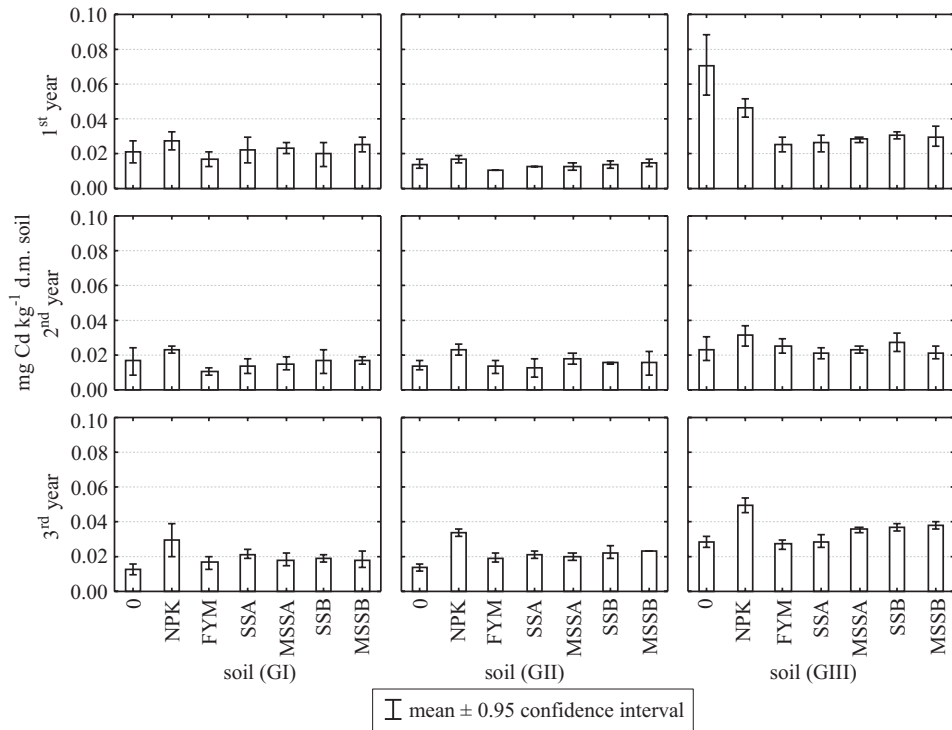 mg Cd kg⁻¹ d.m. soil
1st year
0.10
0.08
0.06
0.04
0.02
0.00
2nd year
0.10
0.08
0.06
0.04
0.02
0.00
3rd year
0.10
0.08
0.06
0.04
0.02
0.00
0 NPK FYM SSA MSSA SSB MSSB
0 NPK FYM SSA MSSA SSB MSSB
0 NPK FYM SSA MSSA SSB MSSB
soil (GI) soil (GII) soil (GIII)
mean ± 0.95 confidence interval